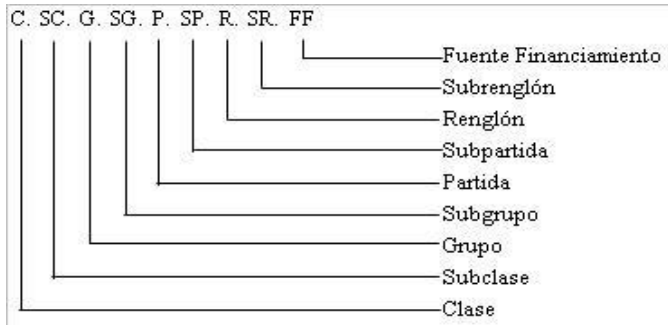 C. SC. G. SG. P. SP. R. SR. FF
Fuente Financiamiento
Subrenglón
Renglón
Subpartida
Partida
Subgrupo
Grupo
Subclase
Clase